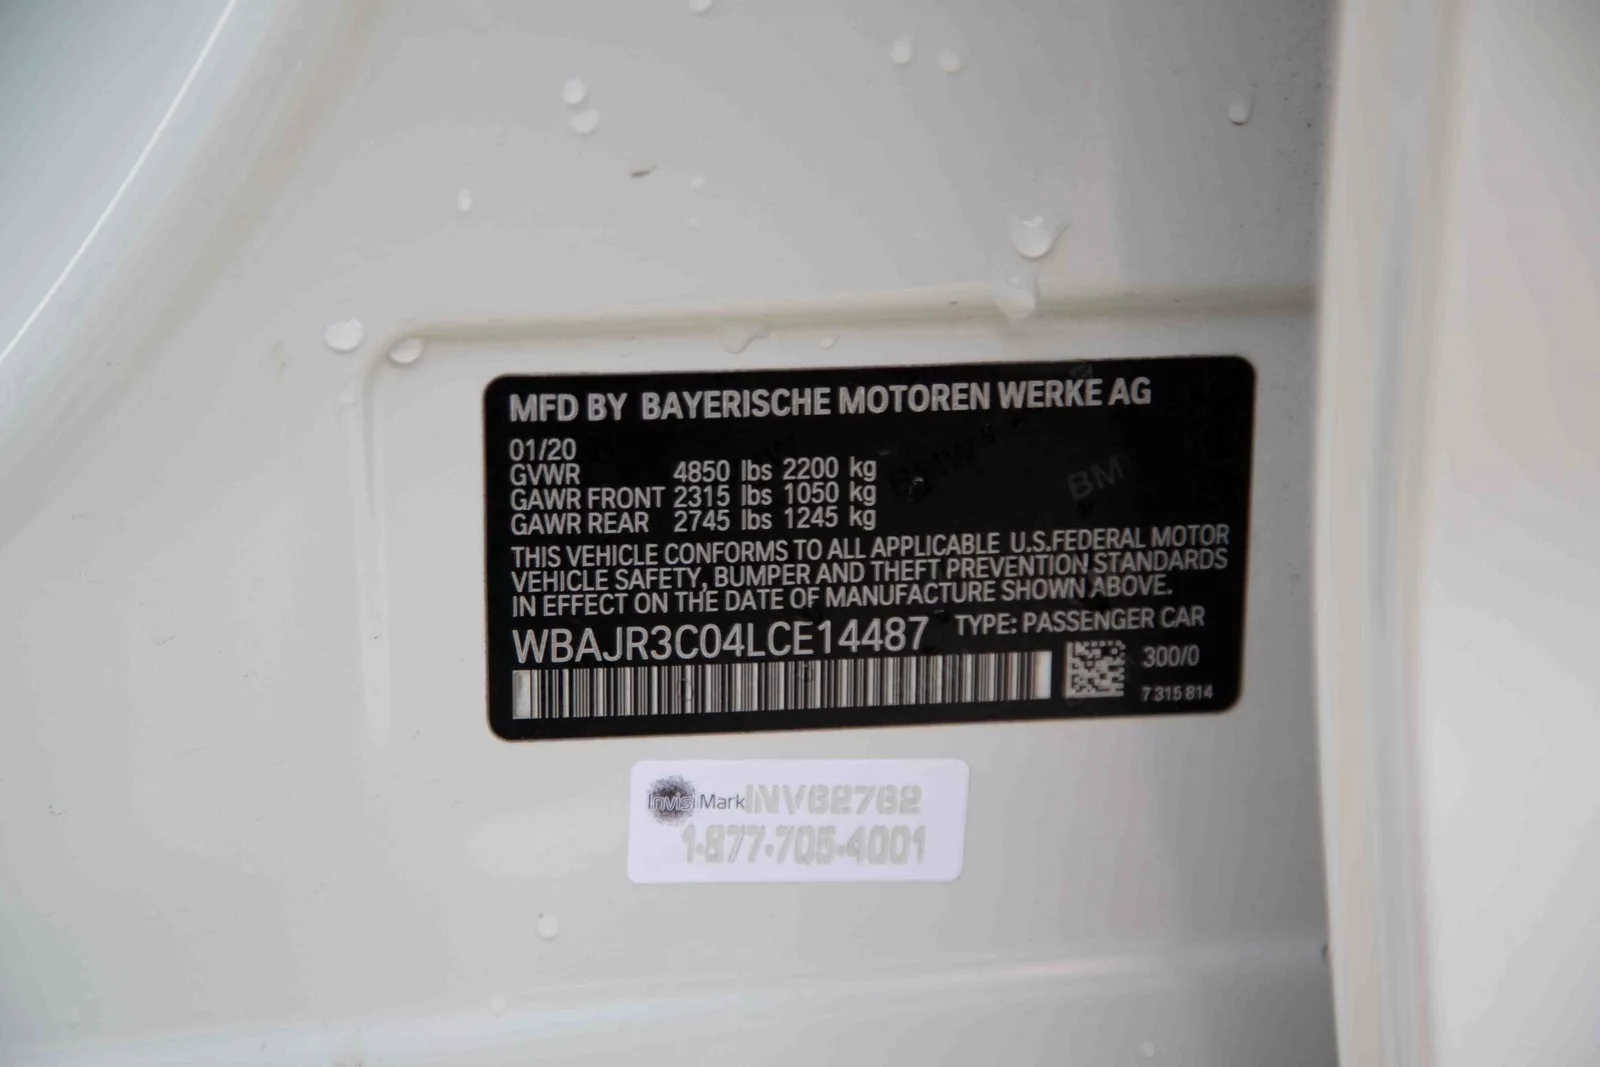 MFD BY BAYERISCHE MOTOREN WERKE AG
01/20
GVWR 4850 lbs 2200 kg
GAWR FRONT 2315 lbs 1050 kg
GAWR REAR 2745 lbs 1245 kg
THIS VEHICLE CONFORMS TO ALL APPLICABLE U.S.FEDERAL MOTOR
VEHICLE SAFETY, BUMPER AND THEFT PREVENTION STANDARDS
IN EFFECT ON THE DATE OF MANUFACTURE SHOWN ABOVE.
WBAJR3C04LCE14487 TYPE: PASSENGER CAR
300/0
7 315 814
InvisiMark INV62762
1-877-705-4001